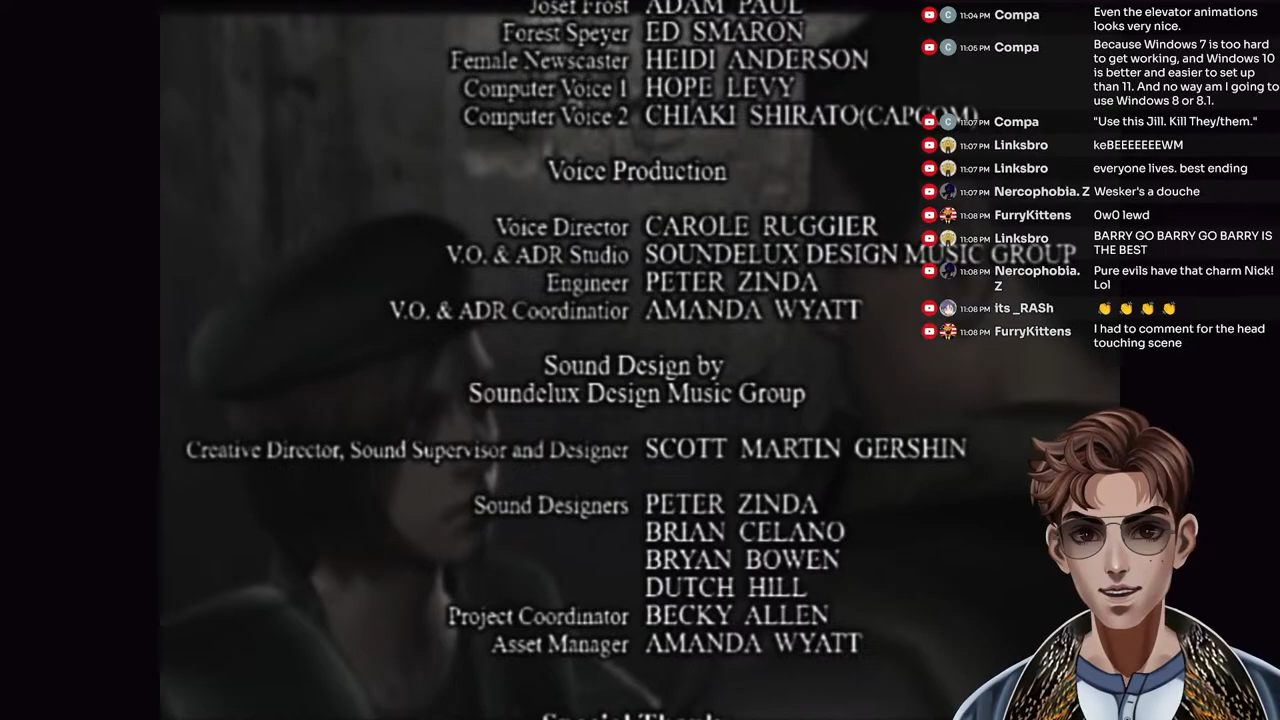 Josef Frost ADAM PAUL
Forest Speyer ED SMARON
Female Newscaster HEIDI ANDERSON
Computer Voice 1 HOPE LEVY
Computer Voice 2 CHIAKI SHIRATO(CAPCOM)
Voice Production
Voice Director CAROLE RUGGIER
V.O. & ADR Studio SOUNDELUX DESIGN MUSIC GROUP
Engineer PETER ZINDA
V.O. & ADR Coordinatior AMANDA WYATT
Sound Design by
Soundelux Design Music Group
Creative Director, Sound Supervisor and Designer SCOTT MARTIN GERSHIN
Sound Designers PETER ZINDA
BRIAN CELANO
BRYAN BOWEN
DUTCH HILL
Project Coordinator BECKY ALLEN
Asset Manager AMANDA WYATT
C 11:04 PM Compa Even the elevator animations
looks very nice.
C 11:05 PM Compa Because Windows 7 is too hard
to get working, and Windows 10
is better and easier to set up
than 11. And no way am I going to
use Windows 8 or 8.1.
C 11:07 PM Compa "Use this Jill. Kill They/them."
11:07 PM Linksbro keBEEEEEEWM
11:07 PM Linksbro everyone lives. best ending
11:07 PM Nercophobia. Z Wesker's a douche
11:08 PM FurryKittens 0w0 lewd
11:08 PM Linksbro BARRY GO BARRY GO BARRY IS
THE BEST
11:08 PM Nercophobia. Pure evils have that charm Nick!
Z Lol
11:08 PM its _RASh 👏 👏 👏 👏
11:08 PM FurryKittens I had to comment for the head
touching scene